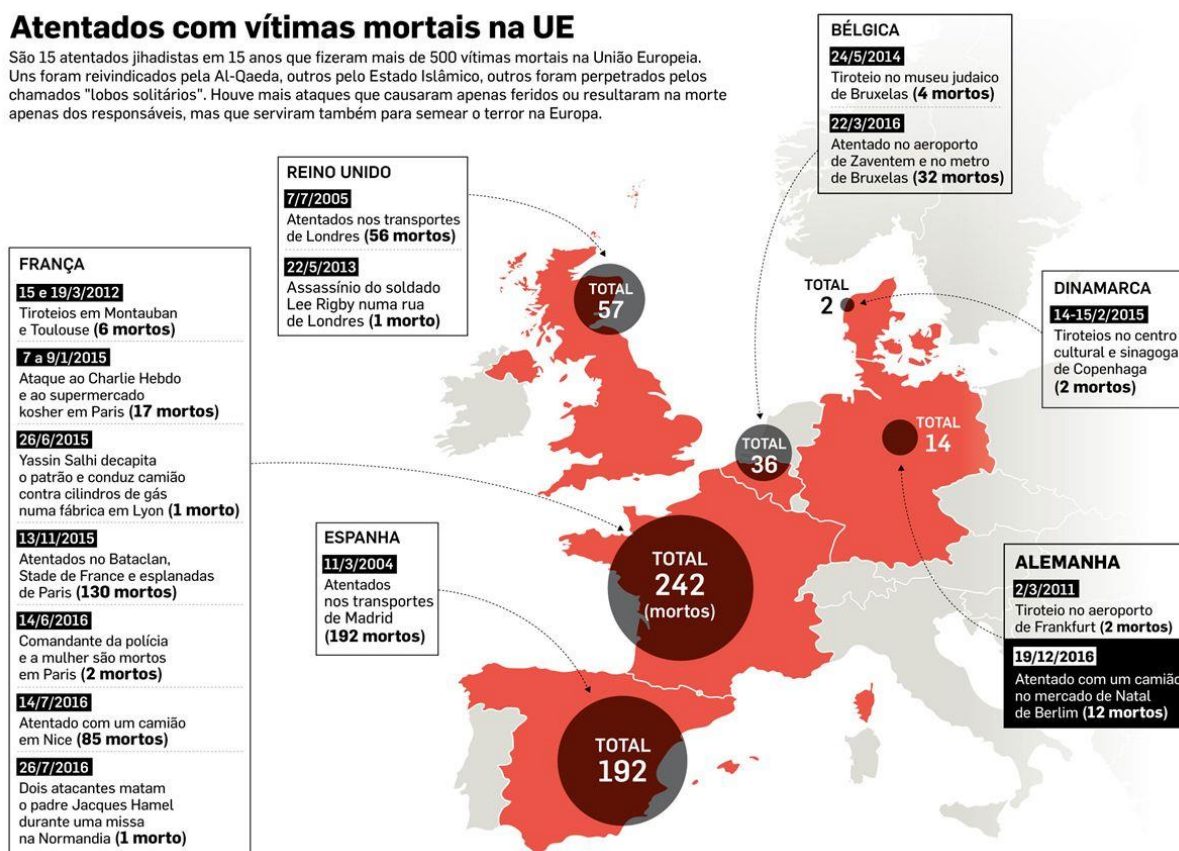 Atentados com vítimas mortais na UE
São 15 atentados jihadistas em 15 anos que fizeram mais de 500 vítimas mortais na União Europeia.
Uns foram reivindicados pela Al-Qaeda, outros pelo Estado Islâmico, outros foram perpetrados pelos
chamados "lobos solitários". Houve mais ataques que causaram apenas feridos ou resultaram na morte
apenas dos responsáveis, mas que serviram também para semear o terror na Europa.
BÉLGICA
24/5/2014
Tiroteio no museu judaico
de Bruxelas (4 mortos)
22/3/2016
Atentado no aeroporto
de Zaventem e no metro
de Bruxelas (32 mortos)
REINO UNIDO
7/7/2005
Atentados nos transportes
de Londres (56 mortos)
22/5/2013
Assassínio do soldado
Lee Rigby numa rua
de Londres (1 morto)
FRANÇA
15 e 19/3/2012
Tiroteios em Montauban
e Toulouse (6 mortos)
7 a 9/1/2015
Ataque ao Charlie Hebdo
e ao supermercado
kosher em Paris (17 mortos)
26/6/2015
Yassin Salhi decapita
o patrão e conduz camião
contra cilindros de gás
numa fábrica em Lyon (1 morto)
13/11/2015
Atentados no Bataclan,
Stade de France e esplanadas
de Paris (130 mortos)
14/6/2016
Comandante da polícia
e a mulher são mortos
em Paris (2 mortos)
14/7/2016
Atentado com um camião
em Nice (85 mortos)
26/7/2016
Dois atacantes matam
o padre Jacques Hamel
durante uma missa
na Normandia (1 morto)
ESPANHA
11/3/2004
Atentados
nos transportes
de Madrid
(192 mortos)
DINAMARCA
14-15/2/2015
Tiroteios no centro
cultural e sinagoga
de Copenhaga
(2 mortos)
ALEMANHA
2/3/2011
Tiroteio no aeroporto
de Frankfurt (2 mortos)
19/12/2016
Atentado com um camião
no mercado de Natal
de Berlim (12 mortos)
TOTAL
57
TOTAL
2
TOTAL
14
TOTAL
36
TOTAL
242
(mortos)
TOTAL
192